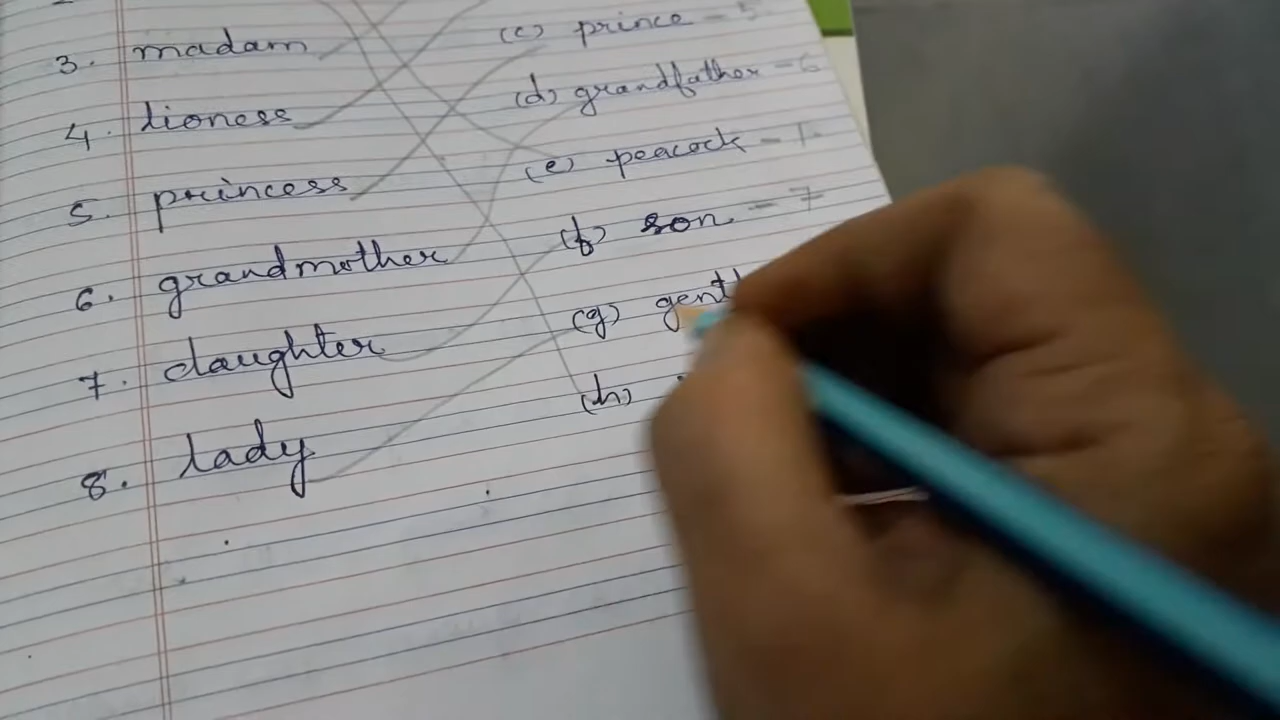 3. madam (c) prince - 5
4. lioness (d) grandfather - 6
5. princess (e) peacock - 1
6. grandmother (f) son - 7
7. daughter (g) gentl
8. lady (h)